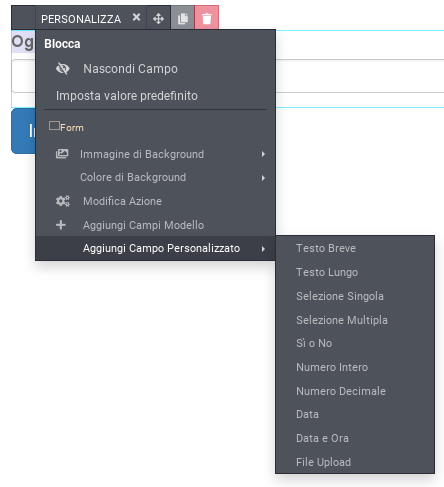 PERSONALIZZA
Og
Blocca
Nascondi Campo
Imposta valore predefinito
Form
Immagine di Background
Colore di Background
Modifica Azione
Aggiungi Campi Modello
Aggiungi Campo Personalizzato
Testo Breve
Testo Lungo
Selezione Singola
Selezione Multipla
Sì o No
Numero Intero
Numero Decimale
Data
Data e Ora
File Upload